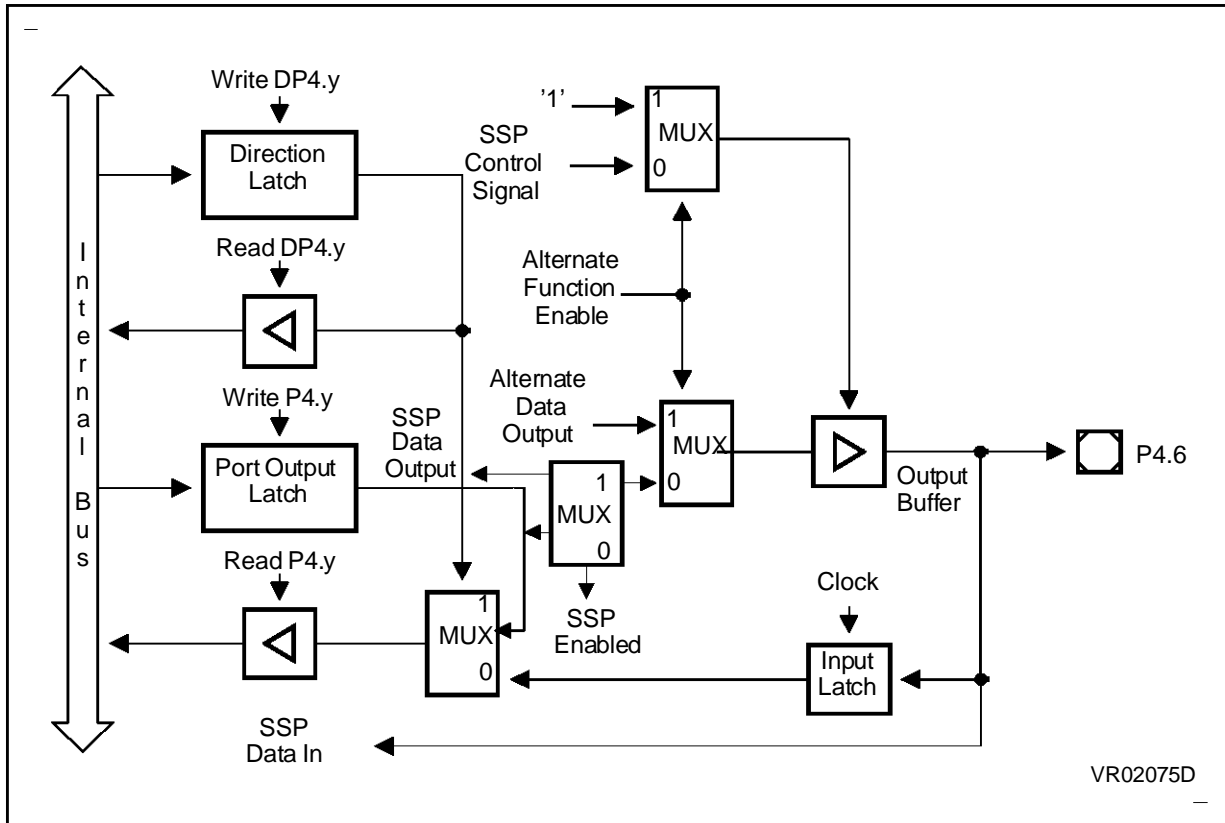 Write DP4.y
Direction
Latch
Read DP4.y
Write P4.y
Port Output
Latch
Read P4.y
Internal Bus
SSP
Data In
’1’
SSP
Control
Signal
1
MUX
0
Alternate
Function
Enable
Alternate
Data
Output
SSP
Data
Output
1
MUX
0
1
MUX
0
SSP
Enabled
1
MUX
0
Output
Buffer
P4.6
Clock
Input
Latch
VR02075D